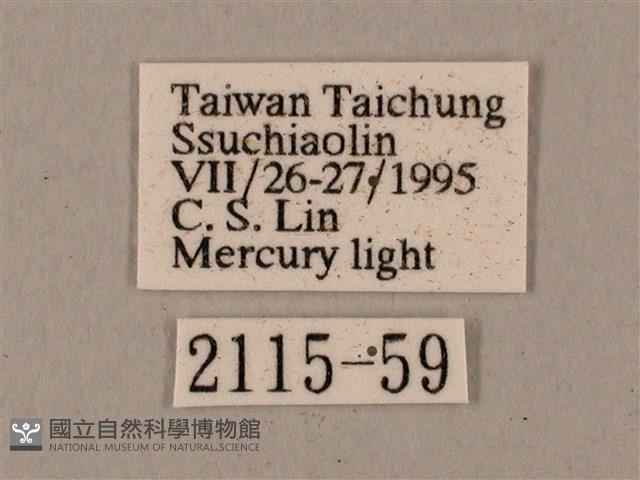 Taiwan Taichung
Ssuchiaolin
VII/26-27/1995
C. S. Lin
Mercury light
2115-59
國立自然科學博物館
NATIONAL MUSEUM OF NATURAL SCIENCE